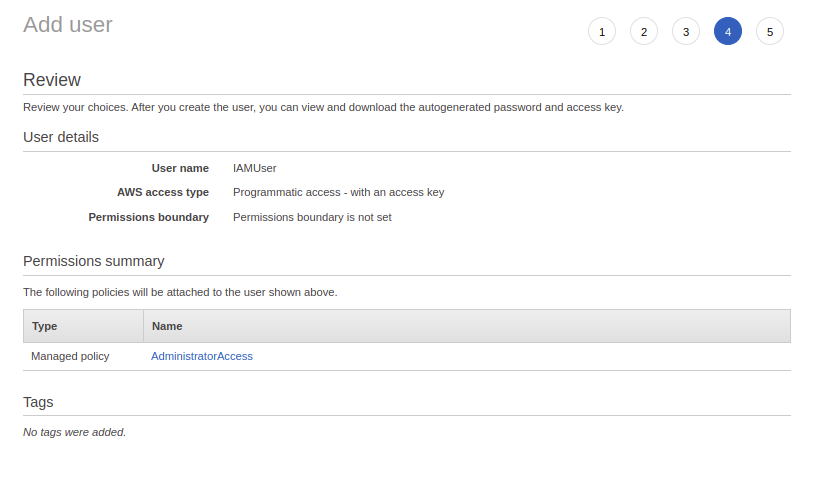 Add user
1 2 3 4 5
Review
Review your choices. After you create the user, you can view and download the autogenerated password and access key.
User details
User name IAMUser
AWS access type Programmatic access - with an access key
Permissions boundary Permissions boundary is not set
Permissions summary
The following policies will be attached to the user shown above.
Type Name
Managed policy AdministratorAccess
Tags
No tags were added.